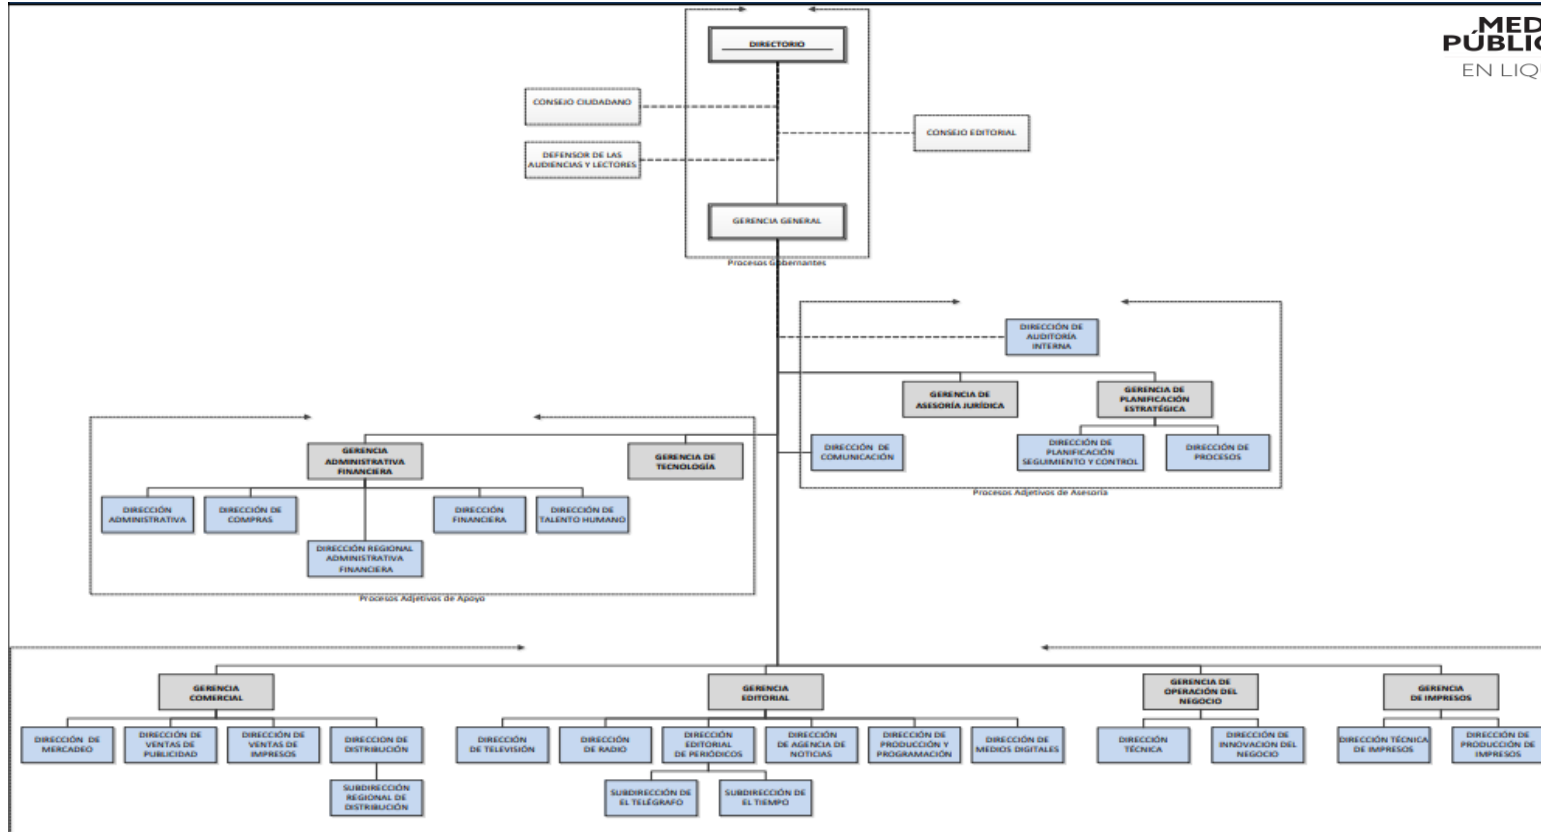 MED
PÚBLIC
EN LIQ
DIRECTORIO
CONSEJO CIUDADANO
CONSEJO EDITORIAL
DEFENSOR DE LAS
AUDIENCIAS Y LECTORES
GERENCIA GENERAL
Procesos Gobernantes
DIRECCIÓN DE
AUDITORÍA
INTERNA
GERENCIA DE
ASESORÍA JURÍDICA
GERENCIA DE
PLANIFICACIÓN
ESTRATÉGICA
DIRECCIÓN DE
COMUNICACIÓN
DIRECCIÓN DE
PLANIFICACIÓN
SEGUIMIENTO Y CONTROL
DIRECCIÓN DE
PROCESOS
Procesos Adjetivos de Asesoría
GERENCIA
ADMINISTRATIVA
FINANCIERA
GERENCIA DE
TECNOLOGÍA
DIRECCIÓN
ADMINISTRATIVA
DIRECCIÓN DE
COMPRAS
DIRECCIÓN
FINANCIERA
DIRECCIÓN DE
TALENTO HUMANO
DIRECCIÓN REGIONAL
ADMINISTRATIVA
FINANCIERA
Procesos Adjetivos de Apoyo
GERENCIA
COMERCIAL
GERENCIA
EDITORIAL
GERENCIA DE
OPERACIÓN DEL
NEGOCIO
GERENCIA
DE IMPRESOS
DIRECCIÓN DE
MERCADEO
DIRECCIÓN DE
VENTAS DE
PUBLICIDAD
DIRECCIÓN DE
VENTAS DE
IMPRESOS
DIRECCION DE
DISTRIBUCIÓN
DIRECCIÓN
DE TELEVISIÓN
DIRECCIÓN
DE RADIO
DIRECCIÓN
EDITORIAL
DE PERIÓDICOS
DIRECCIÓN
DE AGENCIA DE
NOTICIAS
DIRECCIÓN DE
PRODUCCIÓN Y
PROGRAMACIÓN
DIRECCIÓN DE
MEDIOS DIGITALES
DIRECCIÓN
TÉCNICA
DIRECCIÓN DE
INNOVACION DEL
NEGOCIO
DIRECCIÓN TÉCNICA
DE IMPRESOS
DIRECCIÓN DE
PRODUCCIÓN DE
IMPRESOS
SUBDIRECCIÓN
REGIONAL DE
DISTRIBUCIÓN
SUBDIRECCIÓN DE
EL TELÉGRAFO
SUBDIRECCIÓN DE
EL TIEMPO